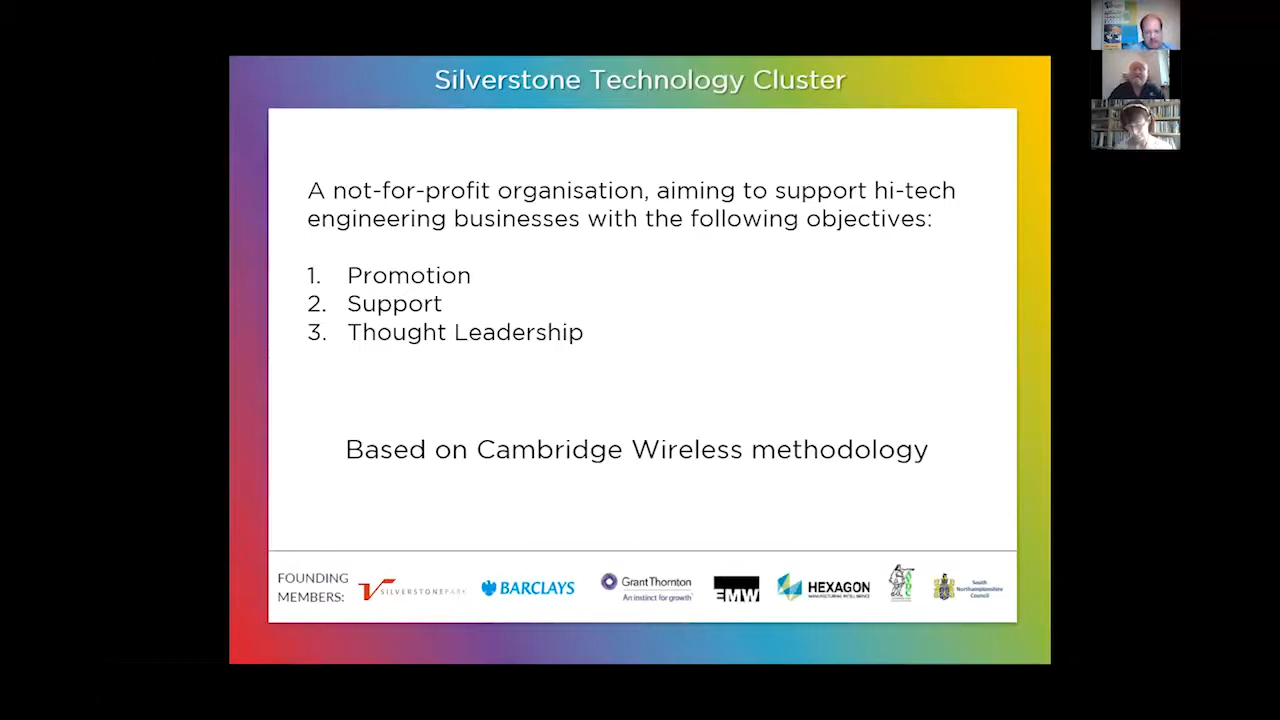 Silverstone Technology Cluster
A not-for-profit organisation, aiming to support hi-tech
engineering businesses with the following objectives:
1. Promotion
2. Support
3. Thought Leadership
Based on Cambridge Wireless methodology
FOUNDING
MEMBERS:
SILVERSTONE PARK
BARCLAYS
Grant Thornton
An instinct for growth
EMW
HEXAGON
MANUFACTURING INTELLIGENCE
South
Northamptonshire
Council